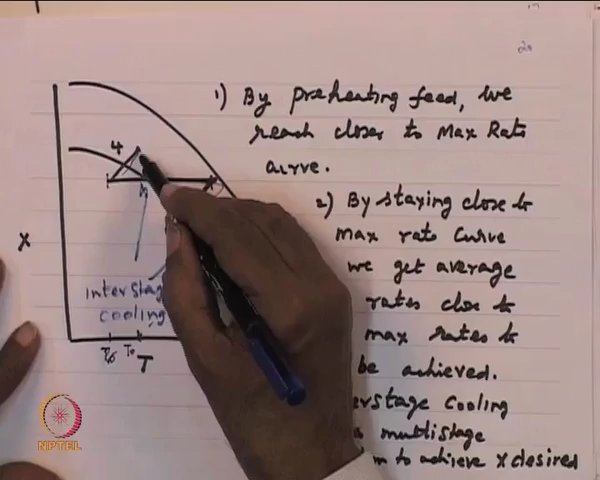 1) By preheating feed, we
reach closer to Max Rate
curve.
2) By staying close to
max rate curve
we get average
rates close to
max rates to
be achieved.
cooling
multistage
to achieve X desired
4
X
interstage
cooling
T
NPTEL